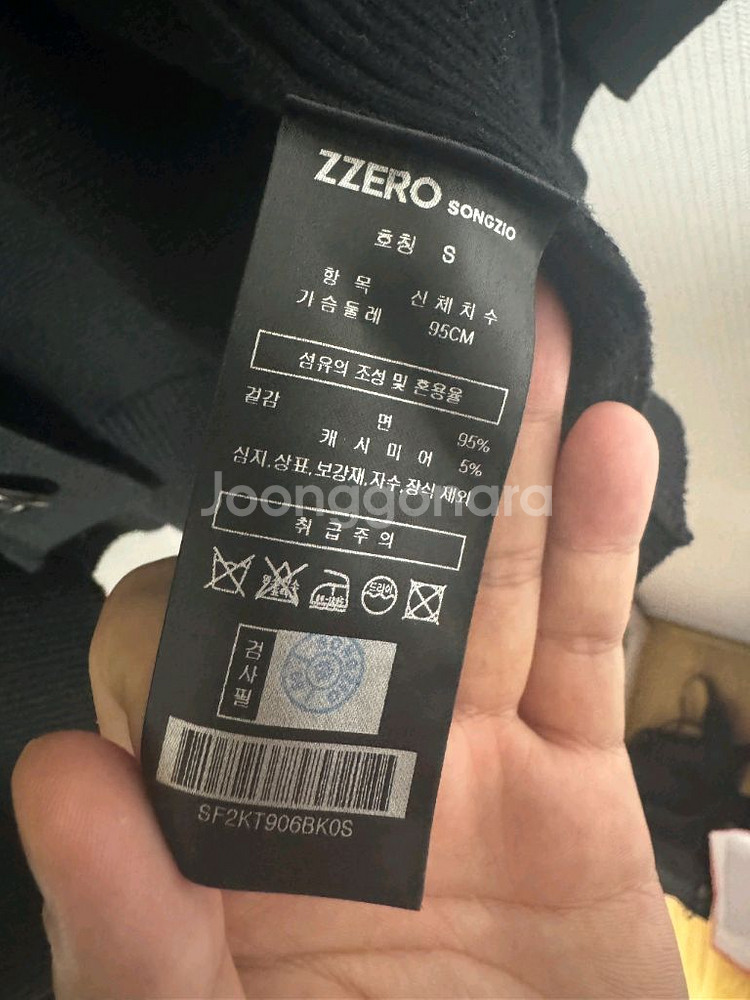 ZZERO SONGZIO
호칭 S
항목 신체치수
가슴둘레 95CM
섬유의 조성 및 혼용율
겉감 면 95%
캐시미어 5%
심지,상표,보강재,자수,장식 제외
Joonggonara
취급주의
드라이
검사필
SF2KT906BK0S